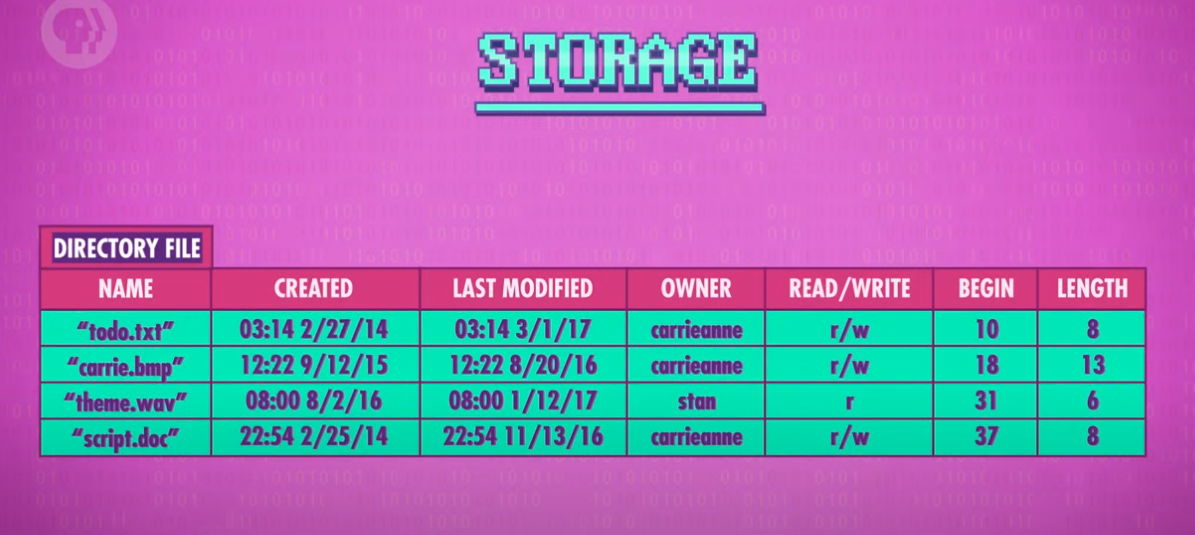 STORAGE
DIRECTORY FILE
NAME CREATED LAST MODIFIED OWNER READ/WRITE BEGIN LENGTH
“todo.txt” 03:14 2/27/14 03:14 3/1/17 carrieanne r/w 10 8
“carrie.bmp” 12:22 9/12/15 12:22 8/20/16 carrieanne r/w 18 13
“theme.wav” 08:00 8/2/16 08:00 1/12/17 stan r 31 6
“script.doc” 22:54 2/25/14 22:54 11/13/16 carrieanne r/w 37 8